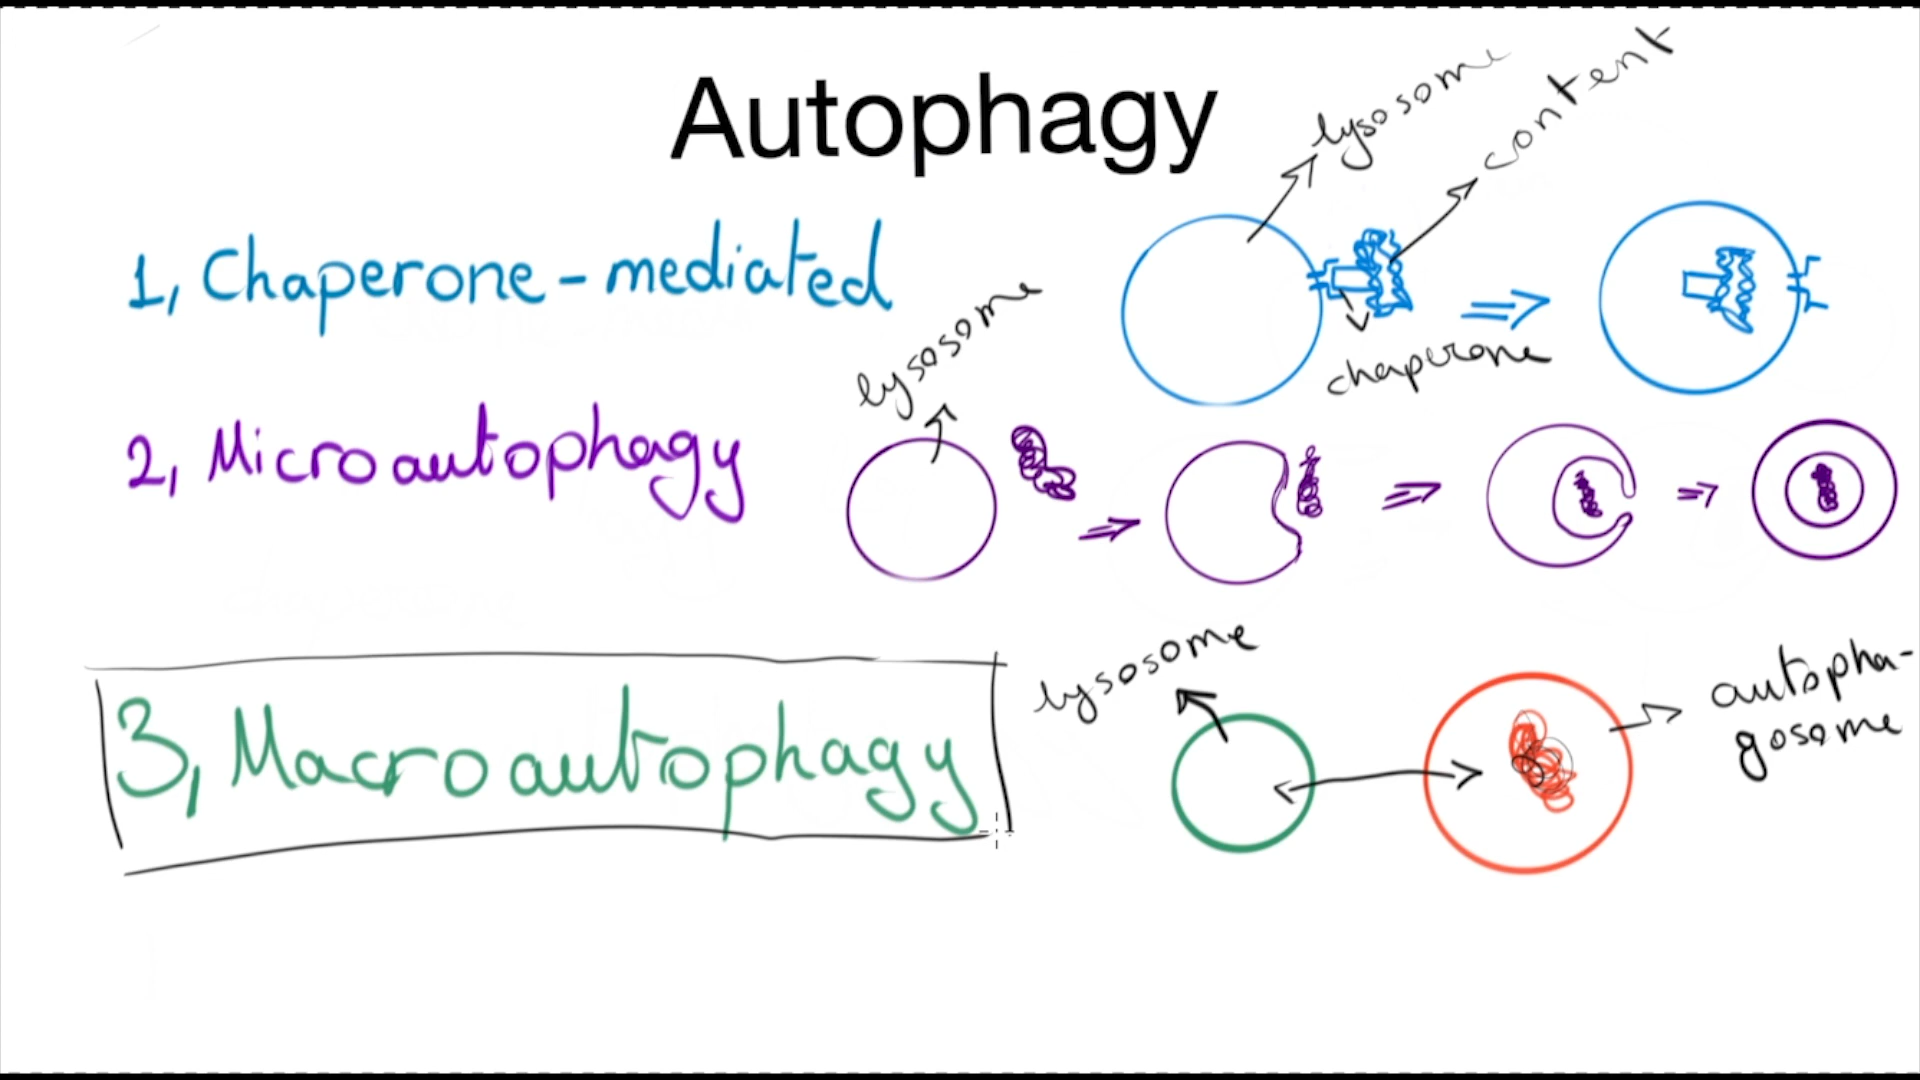 Autophagy
lysosome
content
1, Chaperone-mediated
chaperone
lysosome
2, Microautophagy
lysosome
3, Macroautophagy
autopha-
gosome